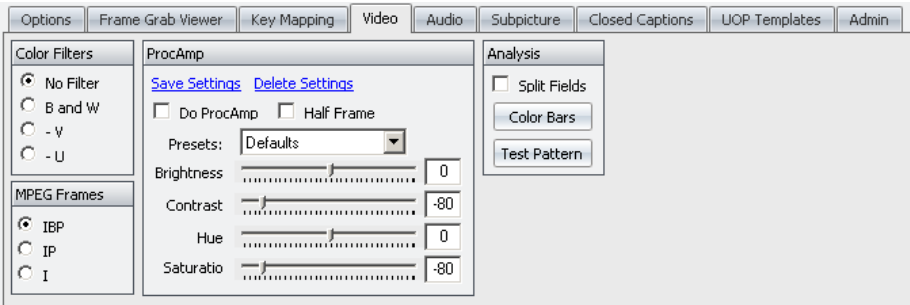 Options Frame Grab Viewer Key Mapping Video Audio Subpicture Closed Captions UOP Templates Admin
Color Filters
No Filter
B and W
- V
- U
MPEG Frames
IBP
IP
I
ProcAmp
Save Settings Delete Settings
Do ProcAmp Half Frame
Presets: Defaults
Brightness 0
Contrast -80
Hue 0
Saturatio -80
Analysis
Split Fields
Color Bars
Test Pattern